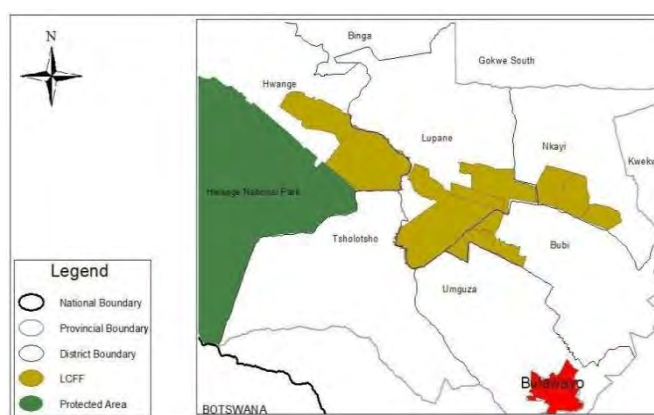 N
Binga
Gokwe South
Hwange
Lupane
Nkayi
Kwekw
Hwange National Park
Tsholotsho
Bubi
Umguza
Bulawayo
BOTSWANA
Legend
National Boundary
Provincial Boundary
District Boundary
LCFF
Protected Area